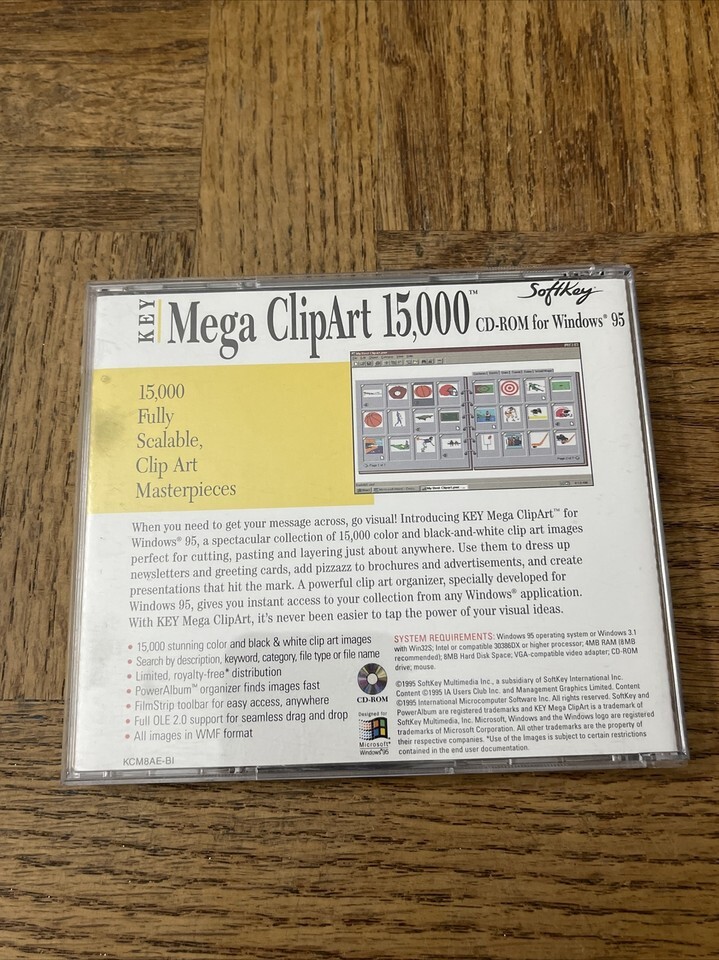 KEY
Mega ClipArt 15,000™ CD-ROM for Windows® 95
SoftKey®
15,000
Fully
Scalable,
Clip Art
Masterpieces
When you need to get your message across, go visual! Introducing KEY Mega ClipArt™ for
Windows® 95, a spectacular collection of 15,000 color and black-and-white clip art images
perfect for cutting, pasting and layering just about anywhere. Use them to dress up
newsletters and greeting cards, add pizzazz to brochures and advertisements, and create
presentations that hit the mark. A powerful clip art organizer, specially developed for
Windows 95, gives you instant access to your collection from any Windows® application.
With KEY Mega ClipArt, it's never been easier to tap the power of your visual ideas.
• 15,000 stunning color and black & white clip art images
• Search by description, keyword, category, file type or file name
• Limited, royalty-free* distribution
• PowerAlbum™ organizer finds images fast
• FilmStrip toolbar for easy access, anywhere
• Full OLE 2.0 support for seamless drag and drop
• All images in WMF format
KCM8AE-BI
CD-ROM
Designed for
Microsoft®
Windows®95
SYSTEM REQUIREMENTS: Windows 95 operating system or Windows 3.1
with Win32S; Intel or compatible 30386DX or higher processor; 4MB RAM (8MB
recommended); 8MB Hard Disk Space; VGA-compatible video adapter; CD-ROM
drive; mouse.
©1995 SoftKey Multimedia Inc., a subsidiary of SoftKey International Inc.
Content ©1995 IA Users Club Inc. and Management Graphics Limited. Content
©1995 International Microcomputer Software Inc. All rights reserved. SoftKey and
PowerAlbum are registered trademarks and KEY Mega ClipArt is a trademark of
SoftKey Multimedia, Inc. Microsoft, Windows and the Windows logo are registered
trademarks of Microsoft Corporation. All other trademarks are the property of
their respective companies. *Use of the Images is subject to certain restrictions
contained in the end user documentation.